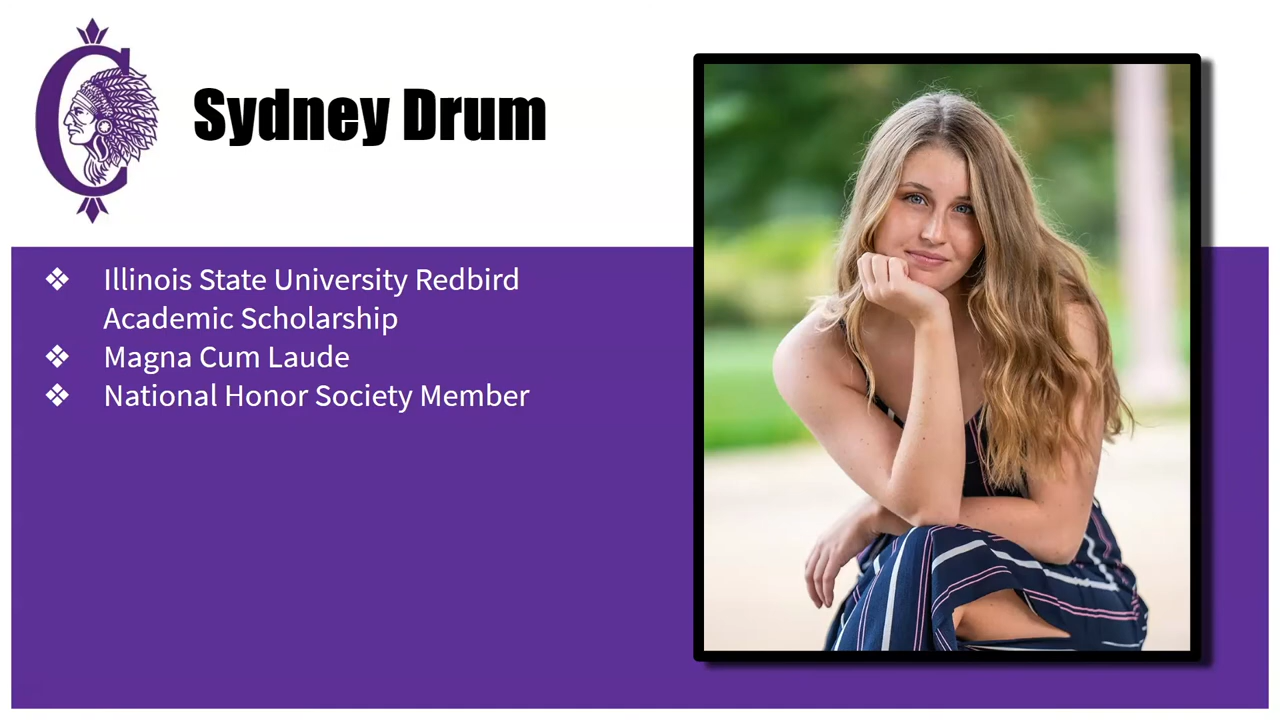 C
Sydney Drum
❖ Illinois State University Redbird
Academic Scholarship
❖ Magna Cum Laude
❖ National Honor Society Member